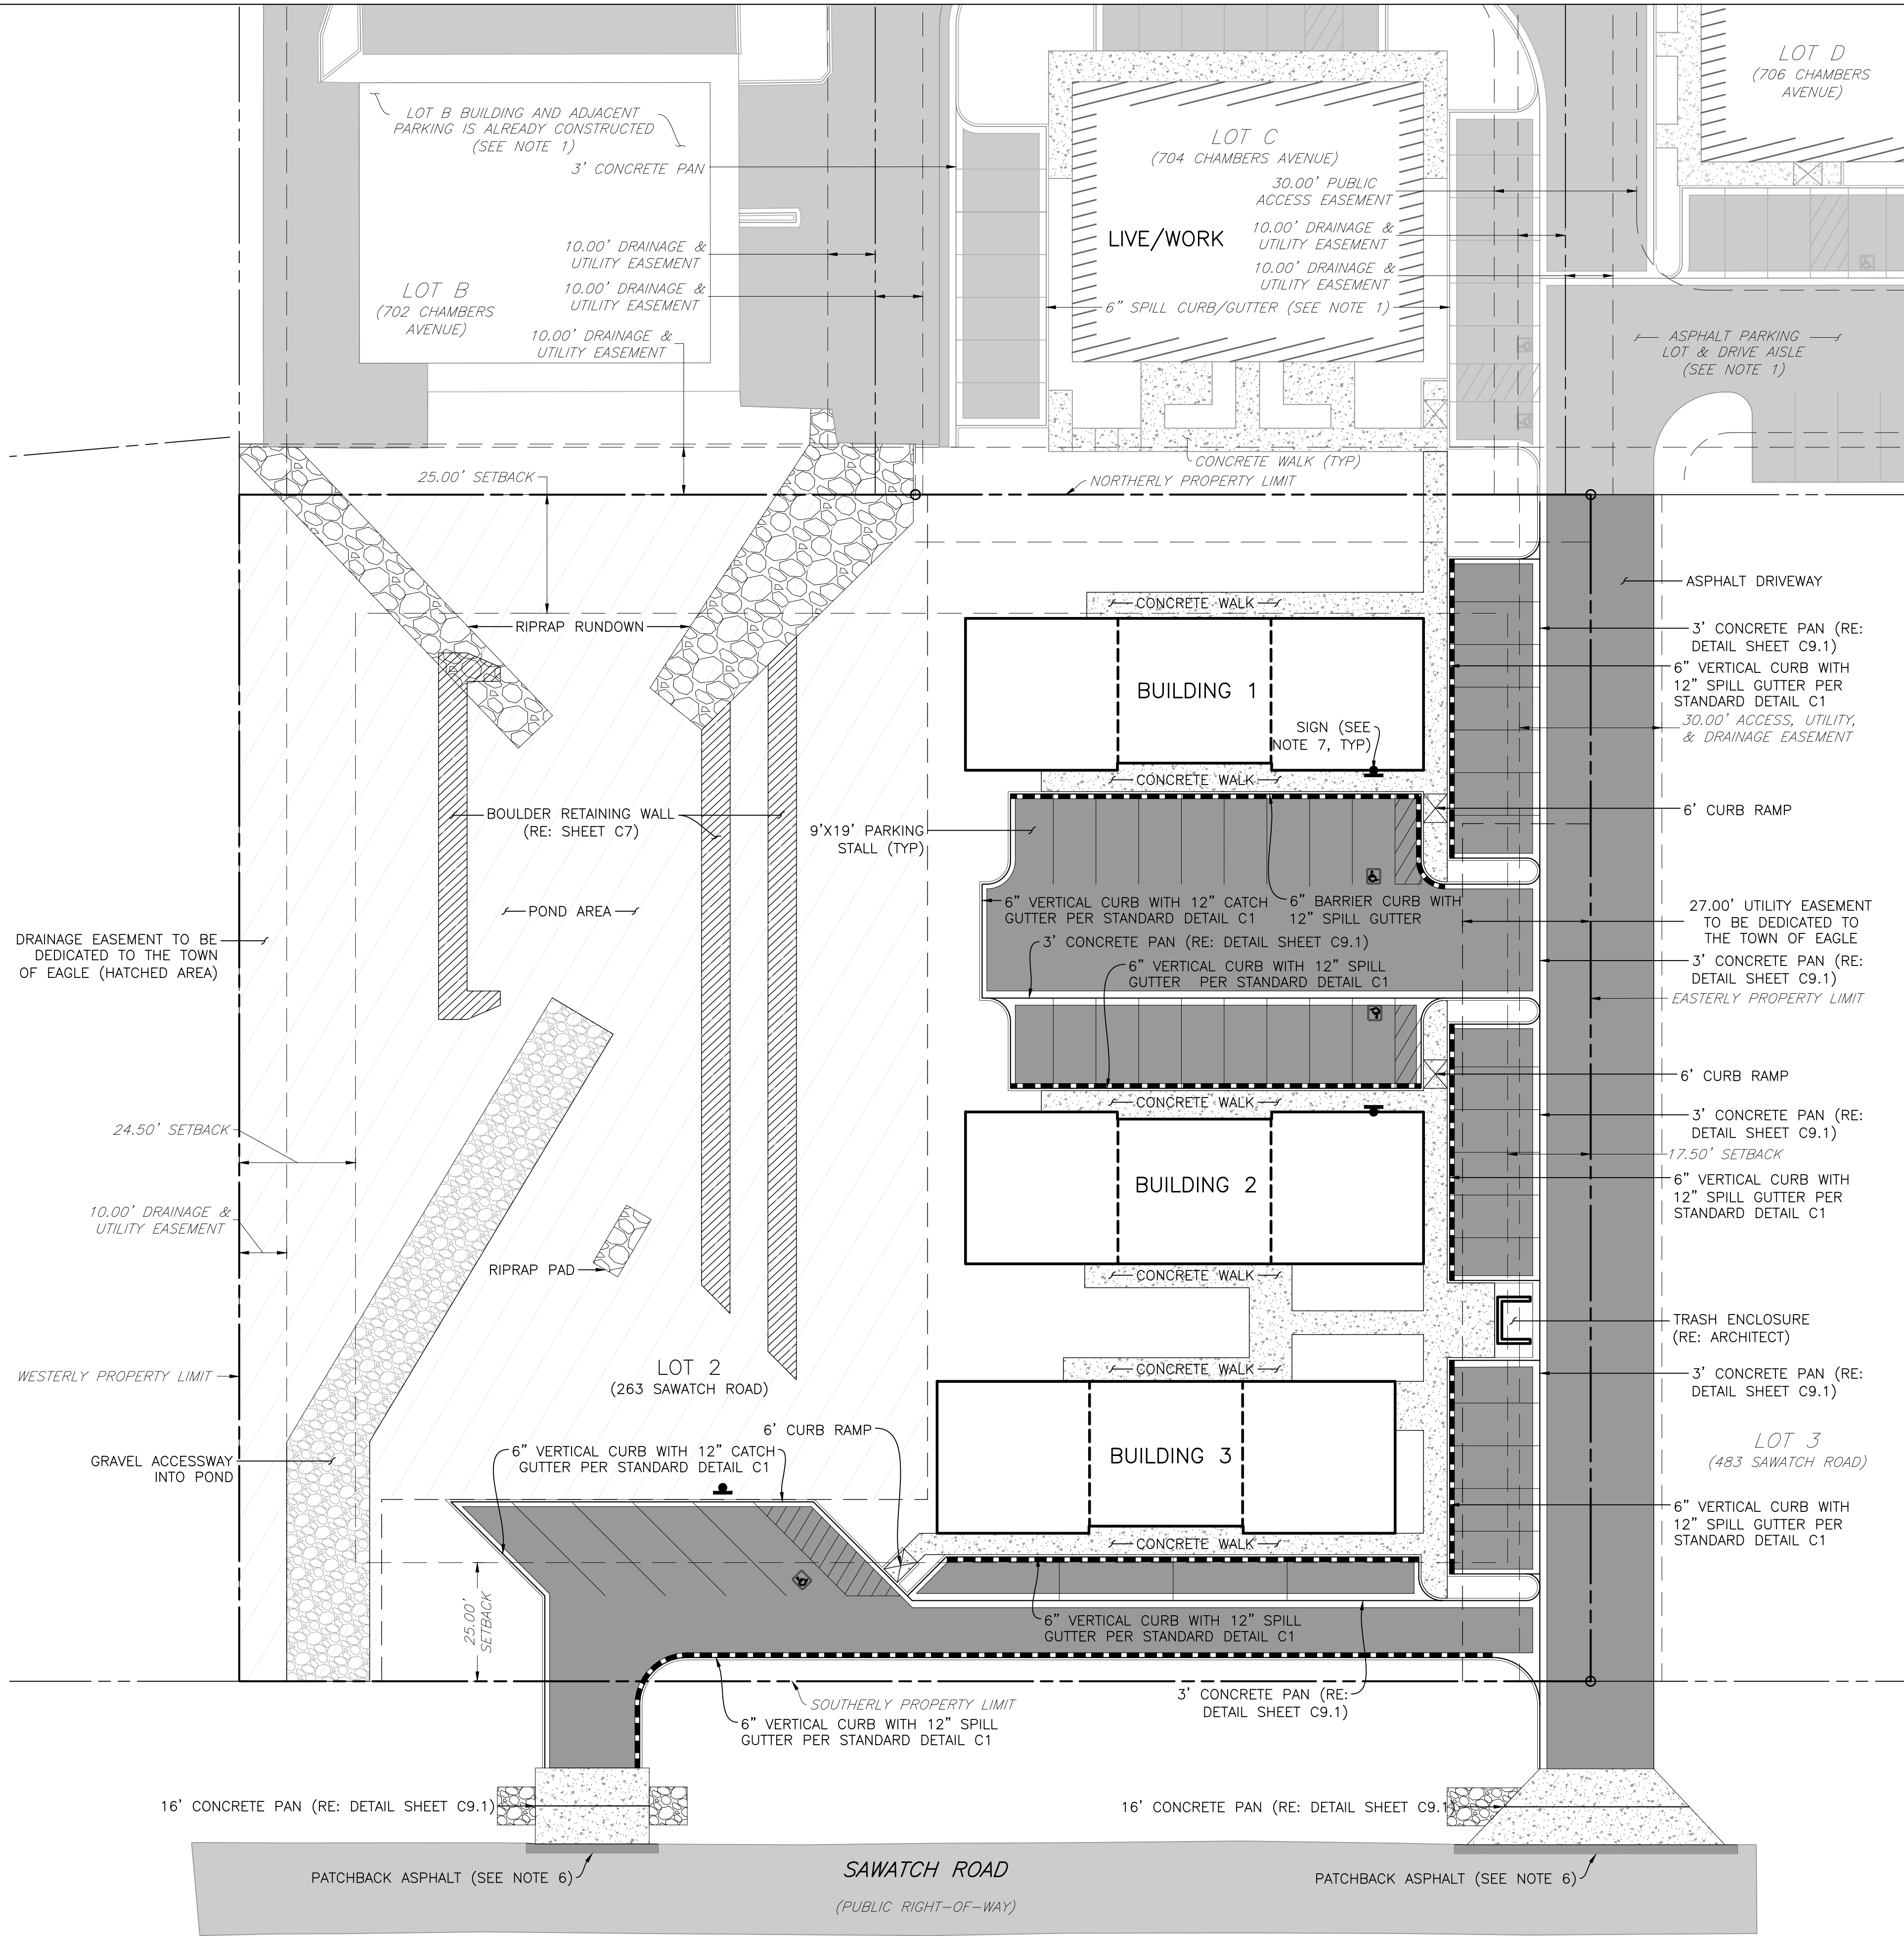 LOT B BUILDING AND ADJACENT
PARKING IS ALREADY CONSTRUCTED
(SEE NOTE 1)
3' CONCRETE PAN
10.00' DRAINAGE &
UTILITY EASEMENT
10.00' DRAINAGE &
UTILITY EASEMENT
LOT B
(702 CHAMBERS
AVENUE)
10.00' DRAINAGE &
UTILITY EASEMENT
LOT C
(704 CHAMBERS AVENUE)
30.00' PUBLIC
ACCESS EASEMENT
LIVE/WORK
10.00' DRAINAGE &
UTILITY EASEMENT
10.00' DRAINAGE &
UTILITY EASEMENT
6" SPILL CURB/GUTTER (SEE NOTE 1)
LOT D
(706 CHAMBERS
AVENUE)
ASPHALT PARKING
LOT & DRIVE AISLE
(SEE NOTE 1)
CONCRETE WALK (TYP)
25.00' SETBACK
NORTHERLY PROPERTY LIMIT
ASPHALT DRIVEWAY
CONCRETE WALK
RIPRAP RUNDOWN
3' CONCRETE PAN (RE:
DETAIL SHEET C9.1)
6" VERTICAL CURB WITH
12" SPILL GUTTER PER
STANDARD DETAIL C1
BUILDING 1
SIGN (SEE
NOTE 7, TYP)
30.00' ACCESS, UTILITY,
& DRAINAGE EASEMENT
CONCRETE WALK
BOULDER RETAINING WALL
(RE: SHEET C7)
9'X19' PARKING
STALL (TYP)
6' CURB RAMP
POND AREA
6" VERTICAL CURB WITH 12" CATCH
GUTTER PER STANDARD DETAIL C1
6" BARRIER CURB WITH
12" SPILL GUTTER
27.00' UTILITY EASEMENT
TO BE DEDICATED TO
THE TOWN OF EAGLE
DRAINAGE EASEMENT TO BE
DEDICATED TO THE TOWN
OF EAGLE (HATCHED AREA)
3' CONCRETE PAN (RE: DETAIL SHEET C9.1)
3' CONCRETE PAN (RE:
DETAIL SHEET C9.1)
6" VERTICAL CURB WITH 12" SPILL
GUTTER PER STANDARD DETAIL C1
EASTERLY PROPERTY LIMIT
6' CURB RAMP
CONCRETE WALK
3' CONCRETE PAN (RE:
DETAIL SHEET C9.1)
24.50' SETBACK
17.50' SETBACK
BUILDING 2
6" VERTICAL CURB WITH
12" SPILL GUTTER PER
STANDARD DETAIL C1
10.00' DRAINAGE &
UTILITY EASEMENT
RIPRAP PAD
CONCRETE WALK
TRASH ENCLOSURE
(RE: ARCHITECT)
LOT 2
(263 SAWATCH ROAD)
CONCRETE WALK
WESTERLY PROPERTY LIMIT
3' CONCRETE PAN (RE:
DETAIL SHEET C9.1)
6' CURB RAMP
GRAVEL ACCESSWAY
INTO POND
6" VERTICAL CURB WITH 12" CATCH
GUTTER PER STANDARD DETAIL C1
BUILDING 3
LOT 3
(483 SAWATCH ROAD)
6" VERTICAL CURB WITH
12" SPILL GUTTER PER
STANDARD DETAIL C1
CONCRETE WALK
25.00'
SETBACK
6" VERTICAL CURB WITH 12" SPILL
GUTTER PER STANDARD DETAIL C1
SOUTHERLY PROPERTY LIMIT
3' CONCRETE PAN (RE:
DETAIL SHEET C9.1)
6" VERTICAL CURB WITH 12" SPILL
GUTTER PER STANDARD DETAIL C1
16' CONCRETE PAN (RE: DETAIL SHEET C9.1)
16' CONCRETE PAN (RE: DETAIL SHEET C9.1)
PATCHBACK ASPHALT (SEE NOTE 6)
SAWATCH ROAD
(PUBLIC RIGHT-OF-WAY)
PATCHBACK ASPHALT (SEE NOTE 6)